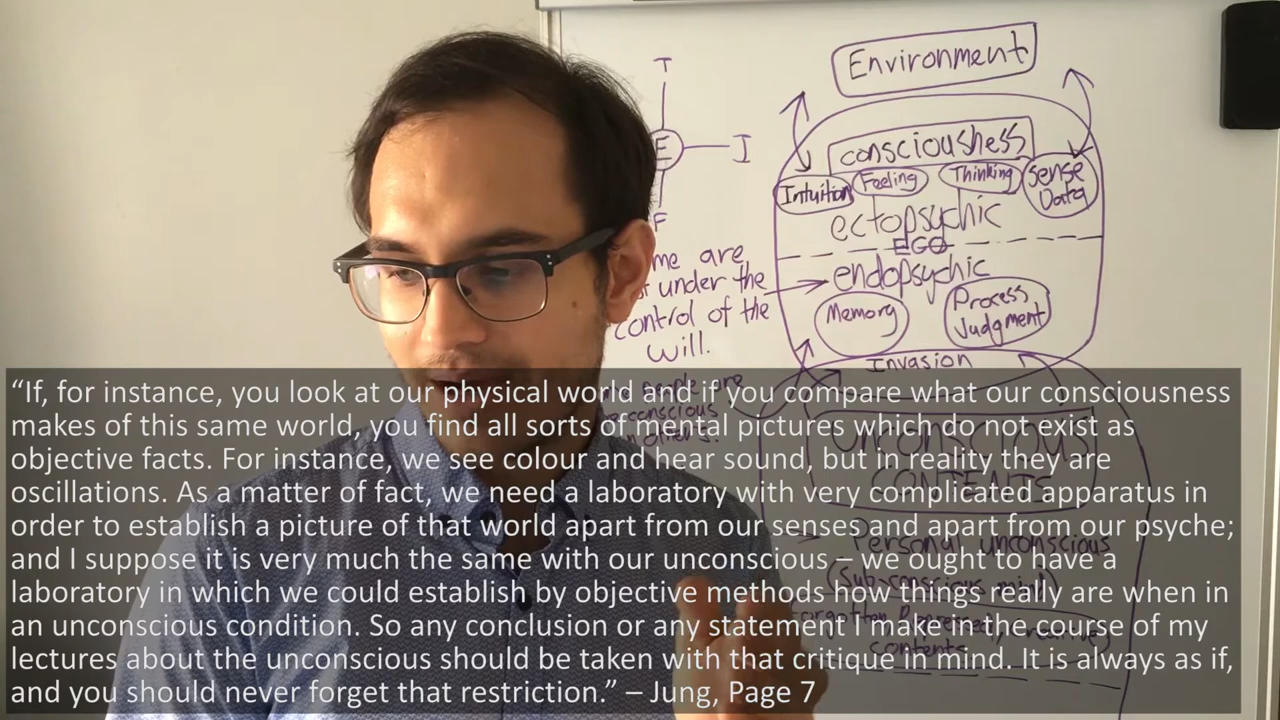 Environment
T
E
I
F
consciousness
Intuition
Feeling
Thinking
Sense
Data
ectopsychic
EGO
endopsychic
Memory
Process
Judgment
me are
under the
control of the
will.
Invasion
people are
conscious
UNCONSCIOUS
CONTENTS
Personal unconscious
(Subconscious mind)
contents
“If, for instance, you look at our physical world and if you compare what our consciousness
makes of this same world, you find all sorts of mental pictures which do not exist as
objective facts. For instance, we see colour and hear sound, but in reality they are
oscillations. As a matter of fact, we need a laboratory with very complicated apparatus in
order to establish a picture of that world apart from our senses and apart from our psyche;
and I suppose it is very much the same with our unconscious – we ought to have a
laboratory in which we could establish by objective methods how things really are when in
an unconscious condition. So any conclusion or any statement I make in the course of my
lectures about the unconscious should be taken with that critique in mind. It is always as if,
and you should never forget that restriction.” – Jung, Page 7